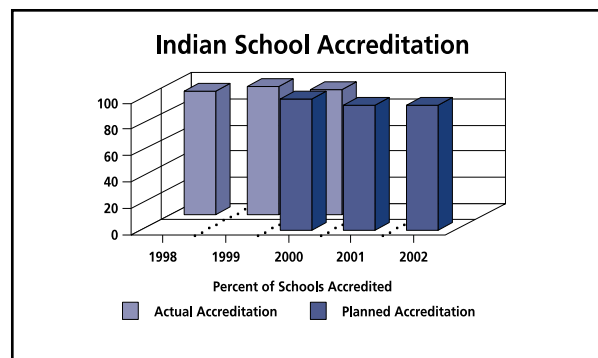 Indian School Accreditation
100
80
60
40
20
0
1998 1999 2000 2001 2002
Percent of Schools Accredited
Actual Accreditation Planned Accreditation